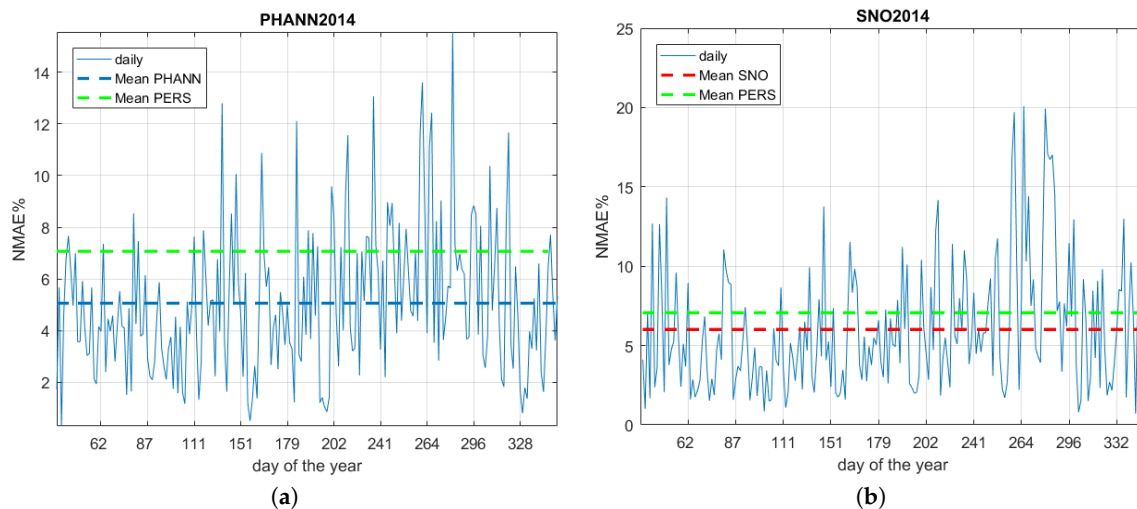 PHANN2014
NMAE%
14
12
10
8
6
4
2
daily
Mean PHANN
Mean PERS
62 87 111 151 179 202 241 264 296 328
day of the year
(a)
SNO2014
NMAE%
25
20
15
10
5
0
daily
Mean SNO
Mean PERS
62 87 111 151 179 202 241 264 296 332
day of the year
(b)